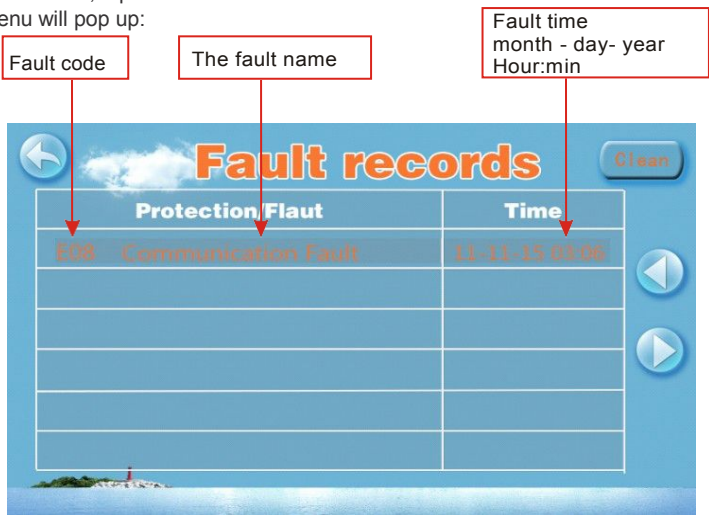 enu will pop up:
Fault code
The fault name
Fault time
month - day- year
Hour:min
Fault records
Clean
Protection/Flaut
Time
E08 Communication Fault
11-11-15 03:06